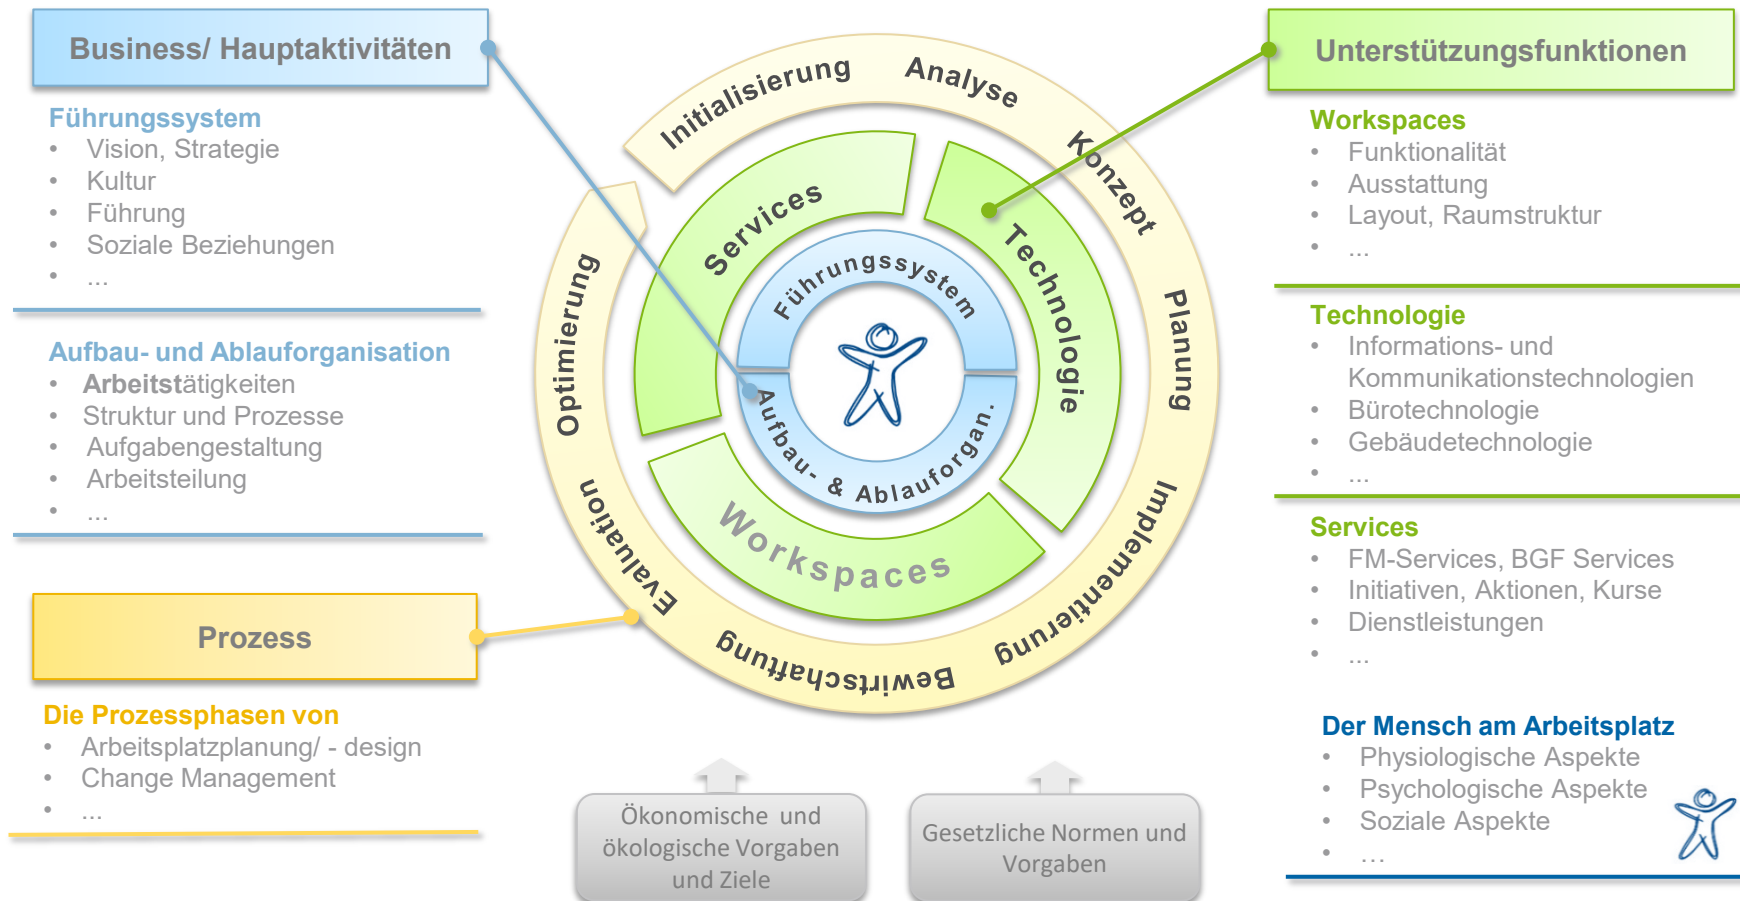 Business/ Hauptaktivitäten
Führungssystem
• Vision, Strategie
• Kultur
• Führung
• Soziale Beziehungen
• ...
Aufbau- und Ablauforganisation
• Arbeitstätigkeiten
• Struktur und Prozesse
• Aufgabengestaltung
• Arbeitsteilung
• ...
Prozess
Die Prozessphasen von
• Arbeitsplatzplanung/ - design
• Change Management
• ...
Initialisierung
Analyse
Konzept
Planung
Implementierung
Bewirtschaftung
Evaluation
Optimierung
Services
Technologie
Workspaces
Führungssystem
Aufbau- & Ablauforgan.
Ökonomische und
ökologische Vorgaben
und Ziele
Gesetzliche Normen und
Vorgaben
Unterstützungsfunktionen
Workspaces
• Funktionalität
• Ausstattung
• Layout, Raumstruktur
• ...
Technologie
• Informations- und
Kommunikationstechnologien
• Bürotechnologie
• Gebäudetechnologie
• ...
Services
• FM-Services, BGF Services
• Initiativen, Aktionen, Kurse
• Dienstleistungen
• ...
Der Mensch am Arbeitsplatz
• Physiologische Aspekte
• Psychologische Aspekte
• Soziale Aspekte
• …